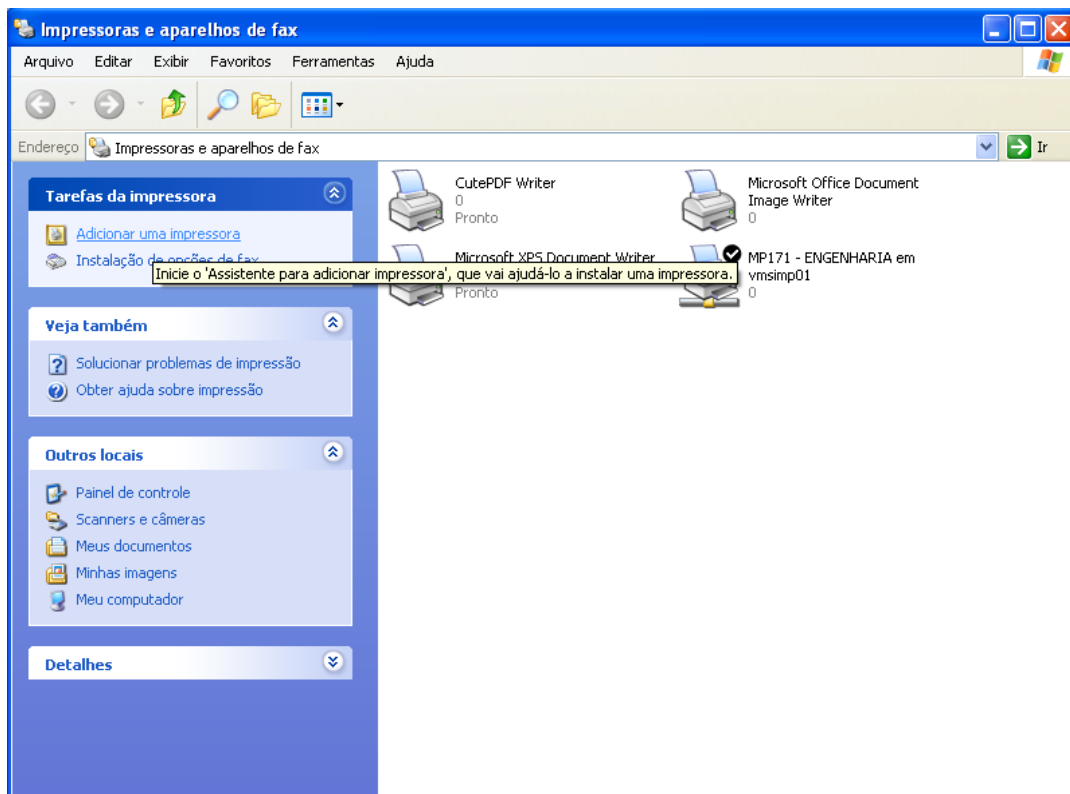 Impressoras e aparelhos de fax
Arquivo Editar Exibir Favoritos Ferramentas Ajuda
Endereço Impressoras e aparelhos de fax Ir
Tarefas da impressora
Adicionar uma impressora
Instalação de opções de fax
Inicie o 'Assistente para adicionar impressora', que vai ajudá-lo a instalar uma impressora.
Veja também
Solucionar problemas de impressão
Obter ajuda sobre impressão
Outros locais
Painel de controle
Scanners e câmeras
Meus documentos
Minhas imagens
Meu computador
Detalhes
CutePDF Writer
0
Pronto
Microsoft Office Document
Image Writer
0
Microsoft XPS Document Writer
Pronto
MP171 - ENGENHARIA em
vmsimp01
0